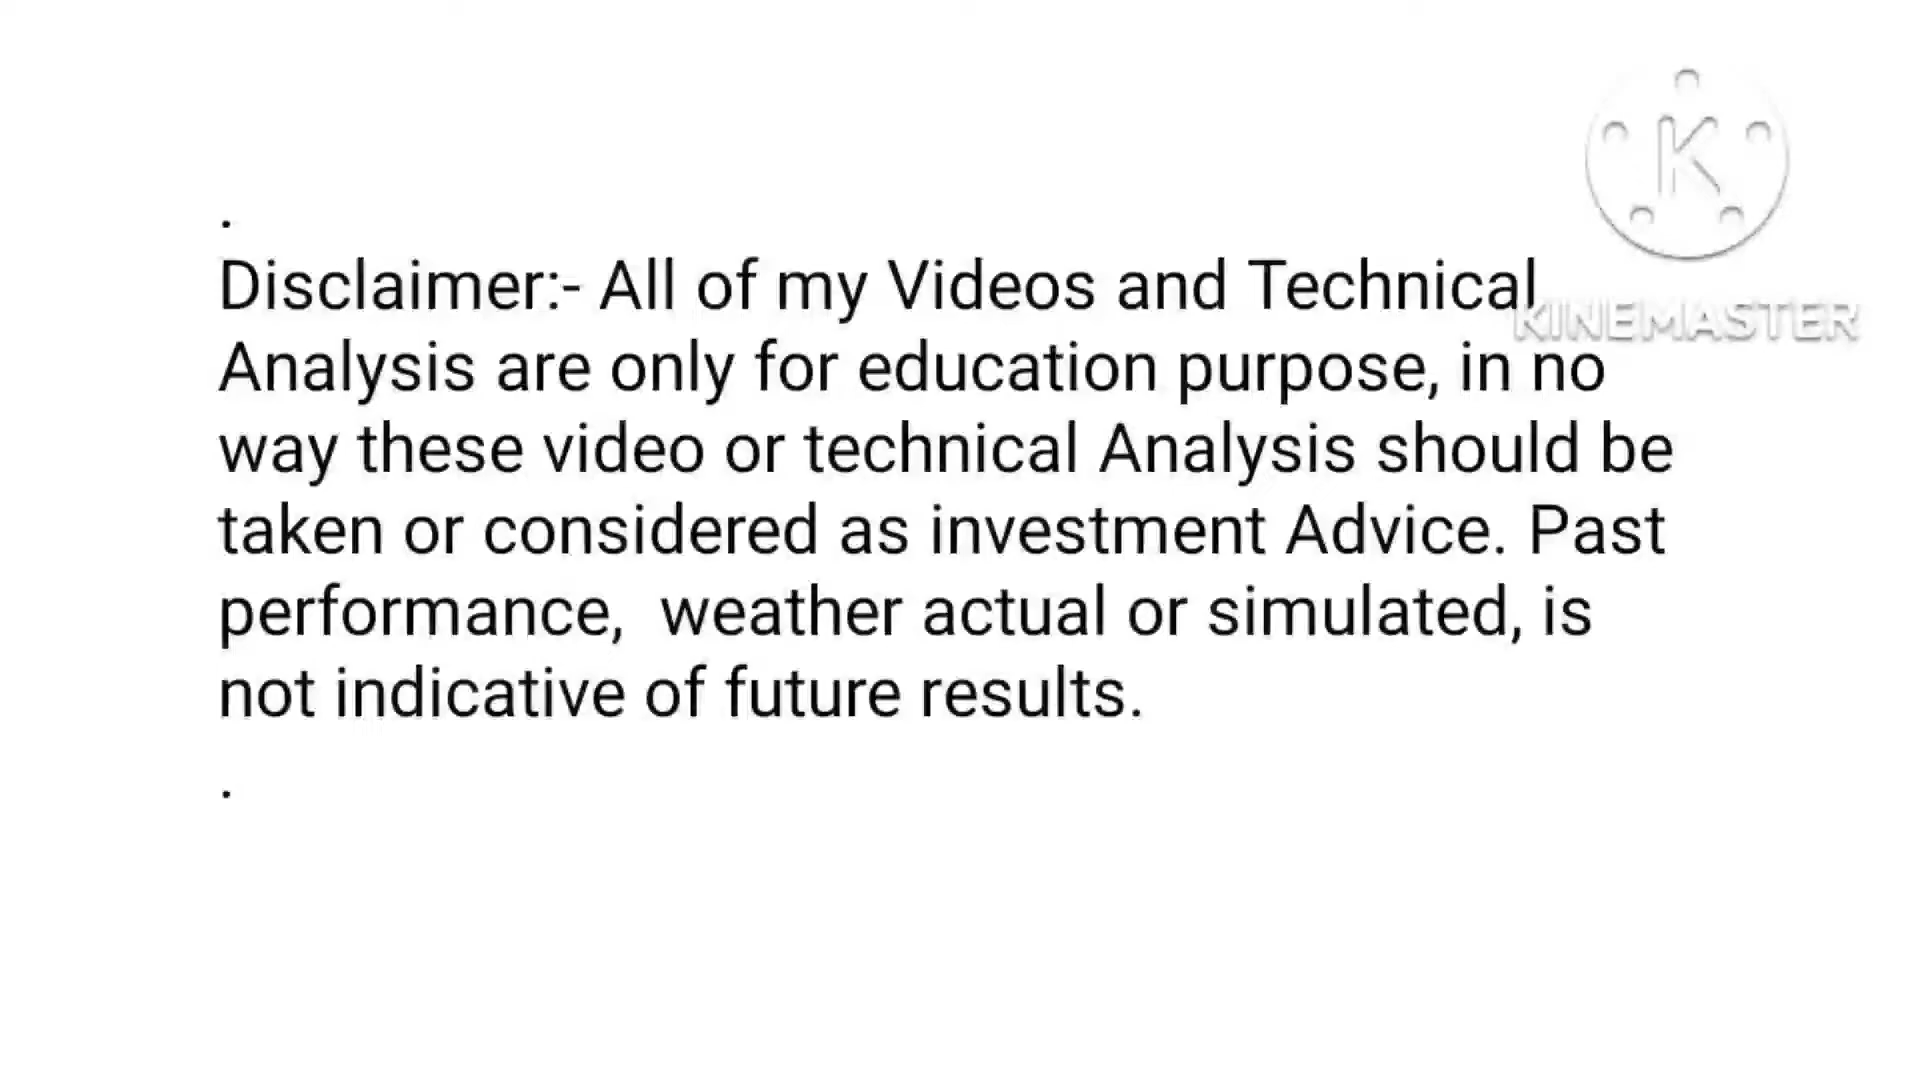 .
Disclaimer:- All of my Videos and Technical
Analysis are only for education purpose, in no
way these video or technical Analysis should be
taken or considered as investment Advice. Past
performance,  weather actual or simulated, is
not indicative of future results.
.
K
KINEMASTER